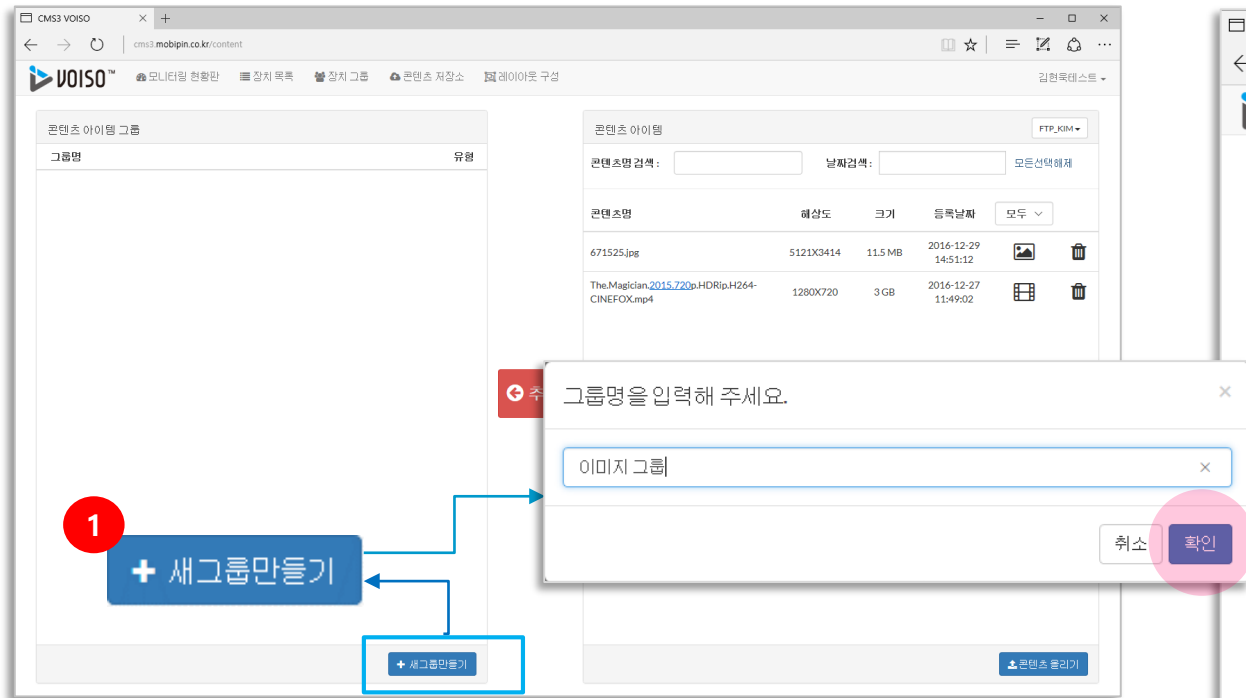 CMS3 VOISO
cms3.mobipin.co.kr/content
VOISO™ 모니터링 현황판 장치 목록 장치 그룹 콘텐츠 저장소 레이아웃 구성 김현묵테스트
콘텐츠 아이템 그룹
그룹명 유형
콘텐츠 아이템 FTP_KIM
콘텐츠명 검색 : 날짜검색 : 모든선택해제
콘텐츠명 해상도 크기 등록날짜 모두
671525.jpg 5121X3414 11.5 MB 2016-12-29
14:51:12
The.Magician.2015.720p.HDRip.H264-
CINEFOX.mp4 1280X720 3 GB 2016-12-27
11:49:02
그룹명을 입력해 주세요.
이미지 그룹
취소 확인
1
+ 새그룹만들기
+ 새그룹만들기
콘텐츠 올리기